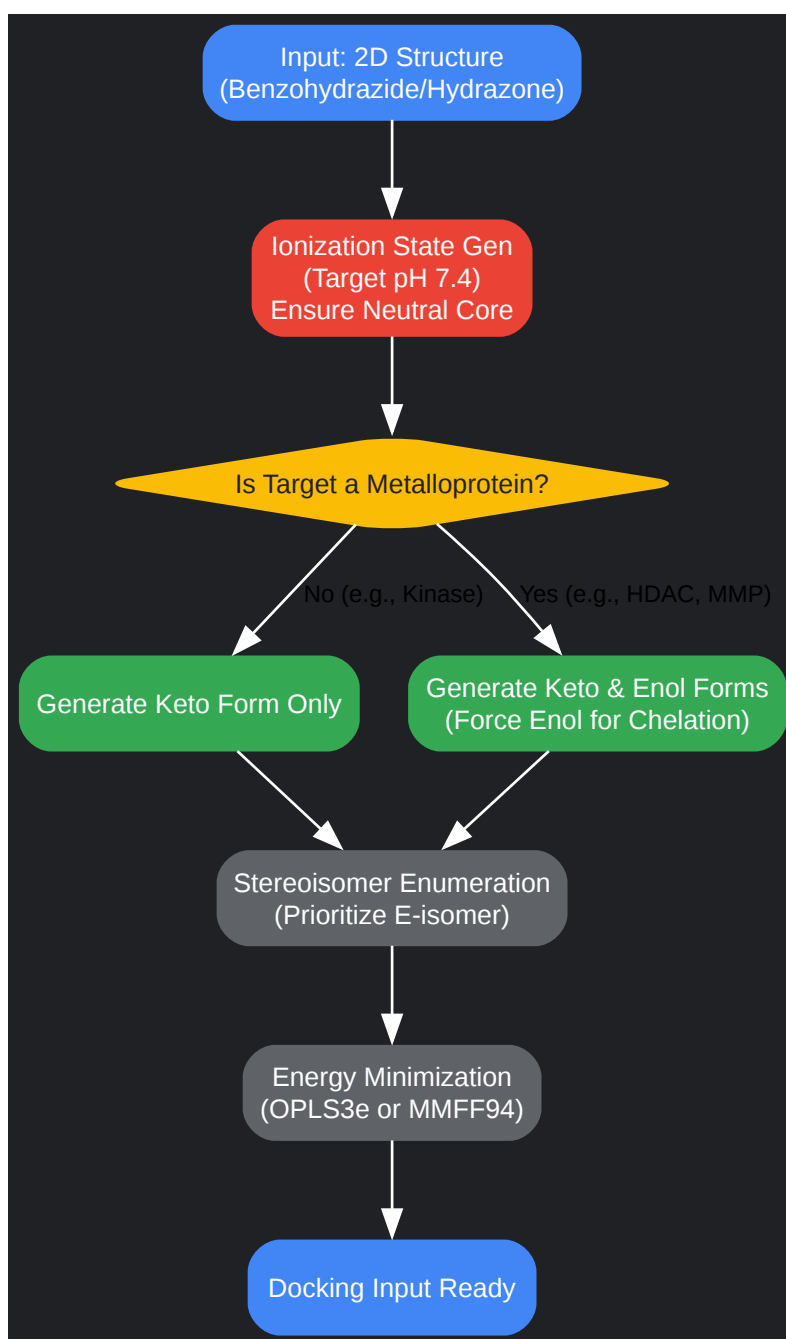 Input: 2D Structure
(Benzohydrazide/Hydrazone)
Ionization State Gen
(Target pH 7.4)
Ensure Neutral Core
Is Target a Metalloprotein?
No (e.g., Kinase)
Yes (e.g., HDAC, MMP)
Generate Keto Form Only
Generate Keto & Enol Forms
(Force Enol for Chelation)
Stereoisomer Enumeration
(Prioritize E-isomer)
Energy Minimization
(OPLS3e or MMFF94)
Docking Input Ready